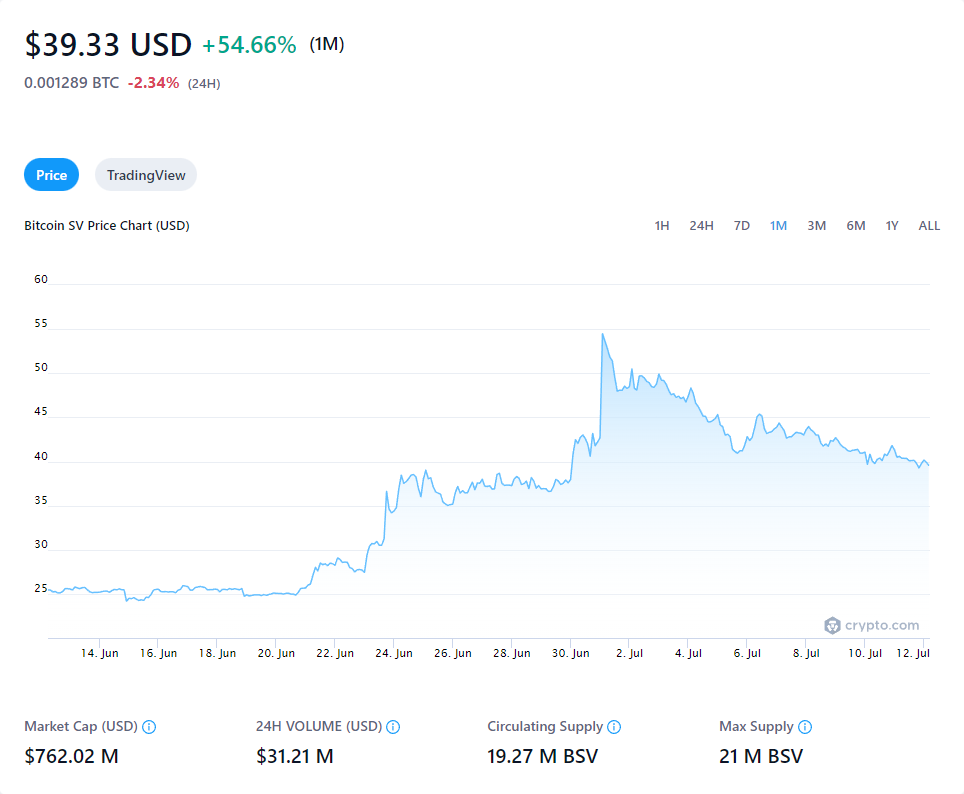 $39.33 USD +54.66% (1M)
0.001289 BTC -2.34% (24H)
Price TradingView
Bitcoin SV Price Chart (USD) 1H 24H 7D 1M 3M 6M 1Y ALL
60
55
50
45
40
35
30
25
crypto.com
14. Jun 16. Jun 18. Jun 20. Jun 22. Jun 24. Jun 26. Jun 28. Jun 30. Jun 2. Jul 4. Jul 6. Jul 8. Jul 10. Jul 12. Jul
Market Cap (USD) 24H VOLUME (USD) Circulating Supply Max Supply
$762.02 M $31.21 M 19.27 M BSV 21 M BSV